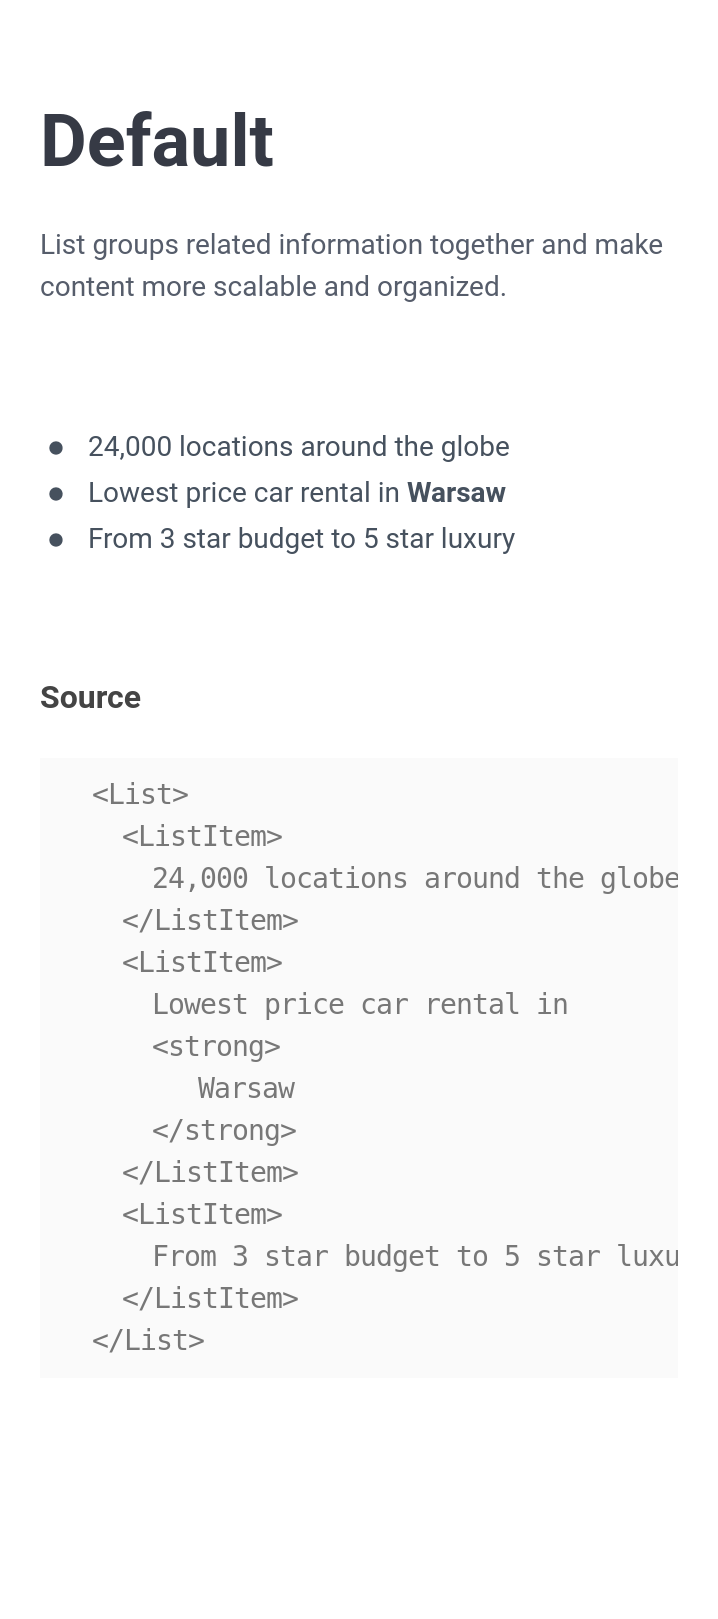 Default
List groups related information together and make
content more scalable and organized.
● 24,000 locations around the globe
● Lowest price car rental in Warsaw
● From 3 star budget to 5 star luxury
Source
<List>
<ListItem>
24,000 locations around the globe
</ListItem>
<ListItem>
Lowest price car rental in
<strong>
Warsaw
</strong>
</ListItem>
<ListItem>
From 3 star budget to 5 star luxu
</ListItem>
</List>